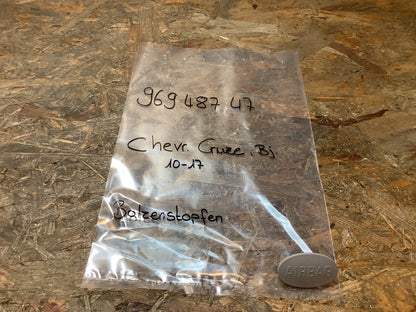 969 487 47
Chevr. Cruze, Bj.
10-17
Bolzenstopfen
AIRBAG